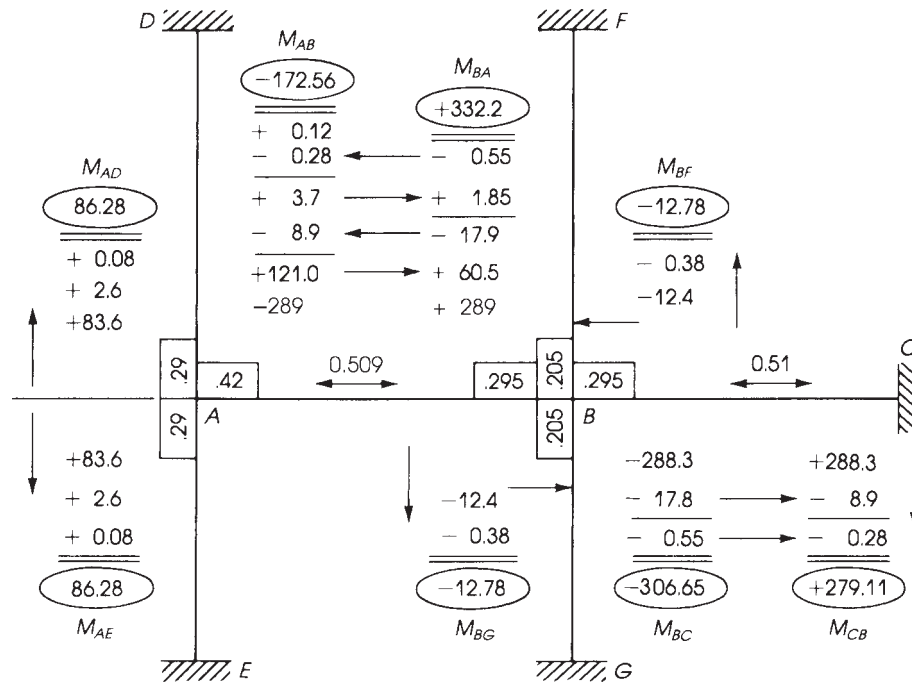 D
F
M_AB
−172.56
+ 0.12
− 0.28
+ 3.7
− 8.9
+121.0
−289
M_BA
+332.2
− 0.55
+ 1.85
− 17.9
+ 60.5
+ 289
M_AD
86.28
+ 0.08
+ 2.6
+83.6
M_BF
−12.78
− 0.38
−12.4
.29
.42
0.509
.295
.205
.295
0.51
C
A
B
.29
.205
+83.6
+ 2.6
+ 0.08
86.28
M_AE
−12.4
− 0.38
−12.78
M_BG
−288.3
− 17.8
− 0.55
−306.65
M_BC
+288.3
− 8.9
− 0.28
+279.11
M_CB
E
G